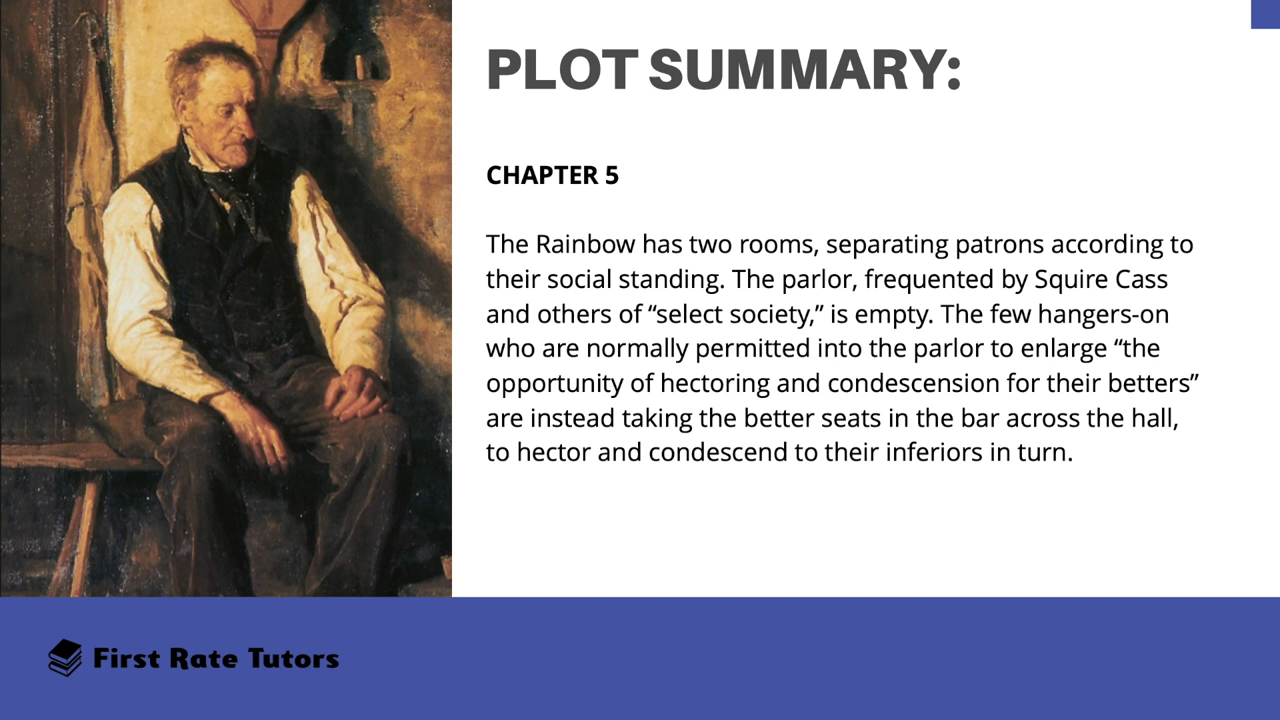 PLOT SUMMARY:
CHAPTER 5
The Rainbow has two rooms, separating patrons according to
their social standing. The parlor, frequented by Squire Cass
and others of “select society,” is empty. The few hangers-on
who are normally permitted into the parlor to enlarge “the
opportunity of hectoring and condescension for their betters”
are instead taking the better seats in the bar across the hall,
to hector and condescend to their inferiors in turn.
First Rate Tutors